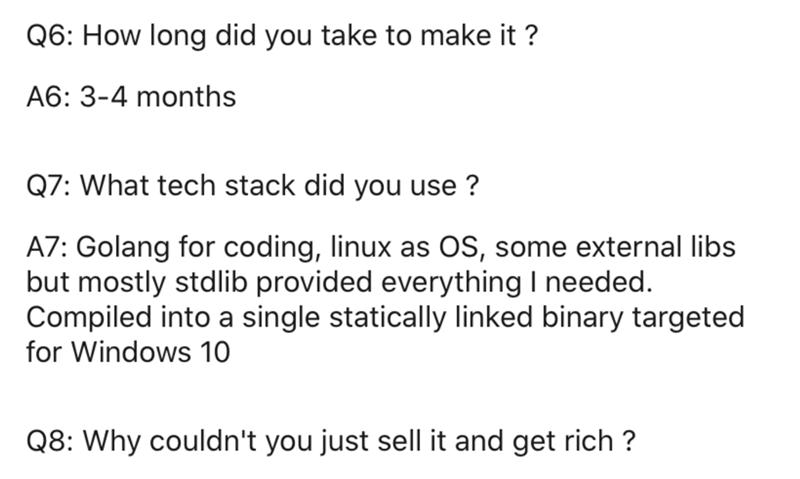 Q6: How long did you take to make it ?
A6: 3-4 months
Q7: What tech stack did you use ?
A7: Golang for coding, linux as OS, some external libs
but mostly stdlib provided everything I needed.
Compiled into a single statically linked binary targeted
for Windows 10
Q8: Why couldn't you just sell it and get rich ?